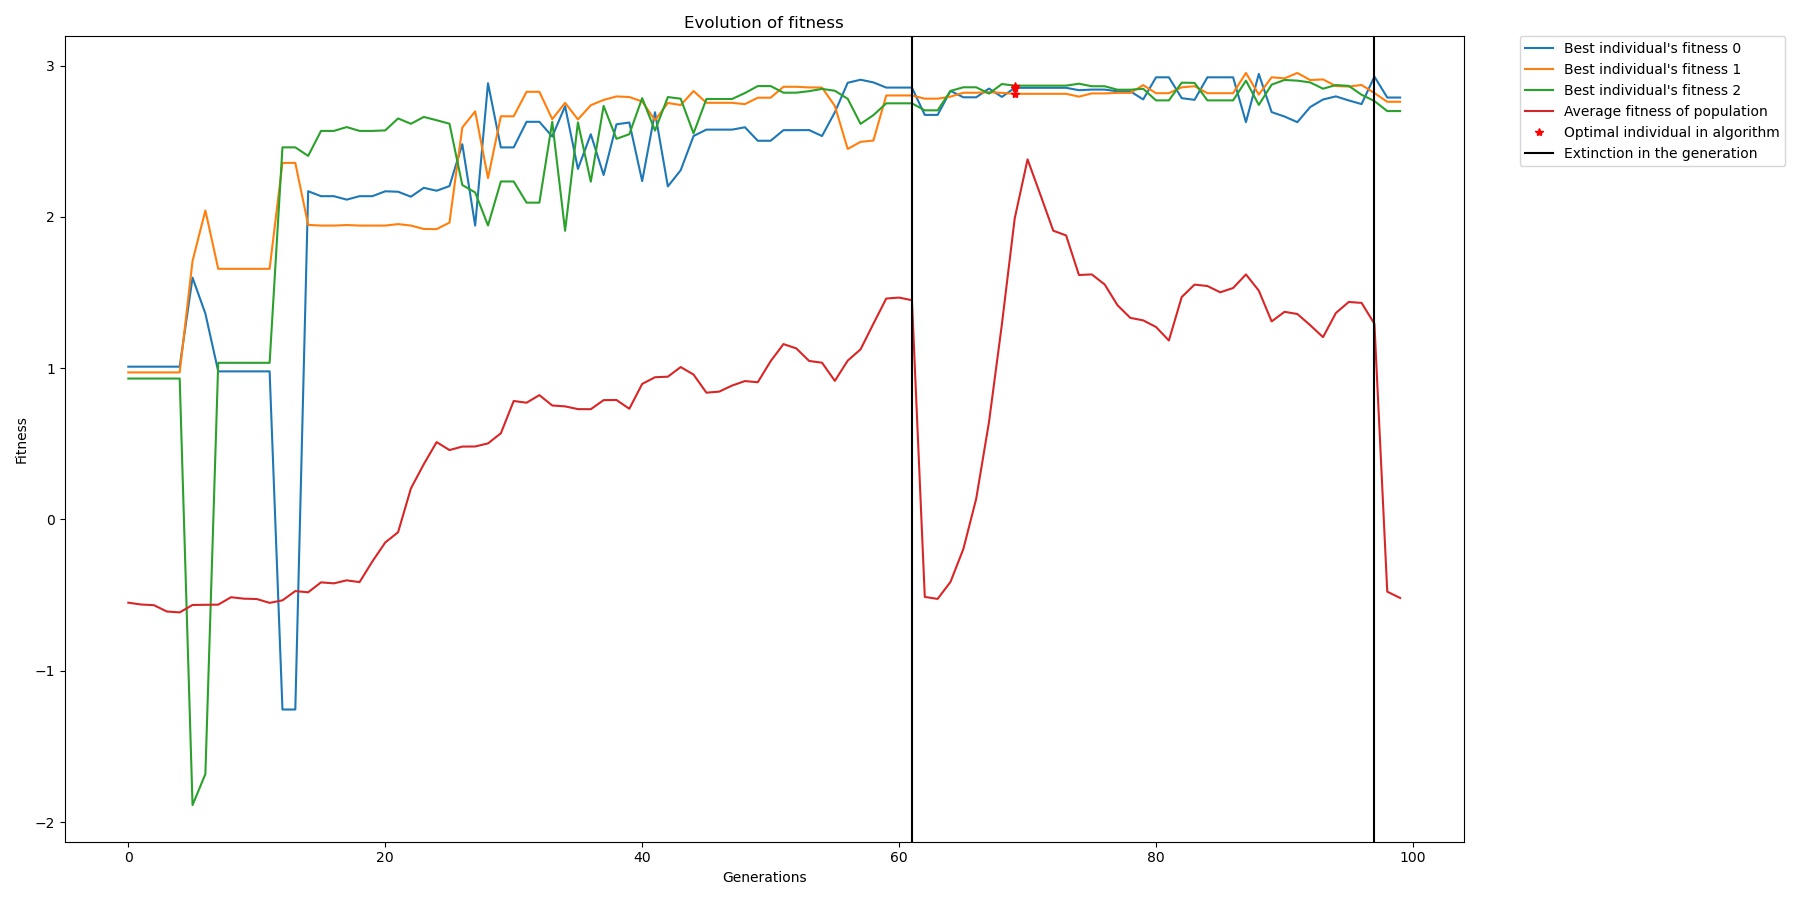 Evolution of fitness
Best individual's fitness 0
Best individual's fitness 1
Best individual's fitness 2
Average fitness of population
Optimal individual in algorithm
Extinction in the generation
Fitness
3
2
1
0
−1
−2
0 20 40 60 80 100
Generations